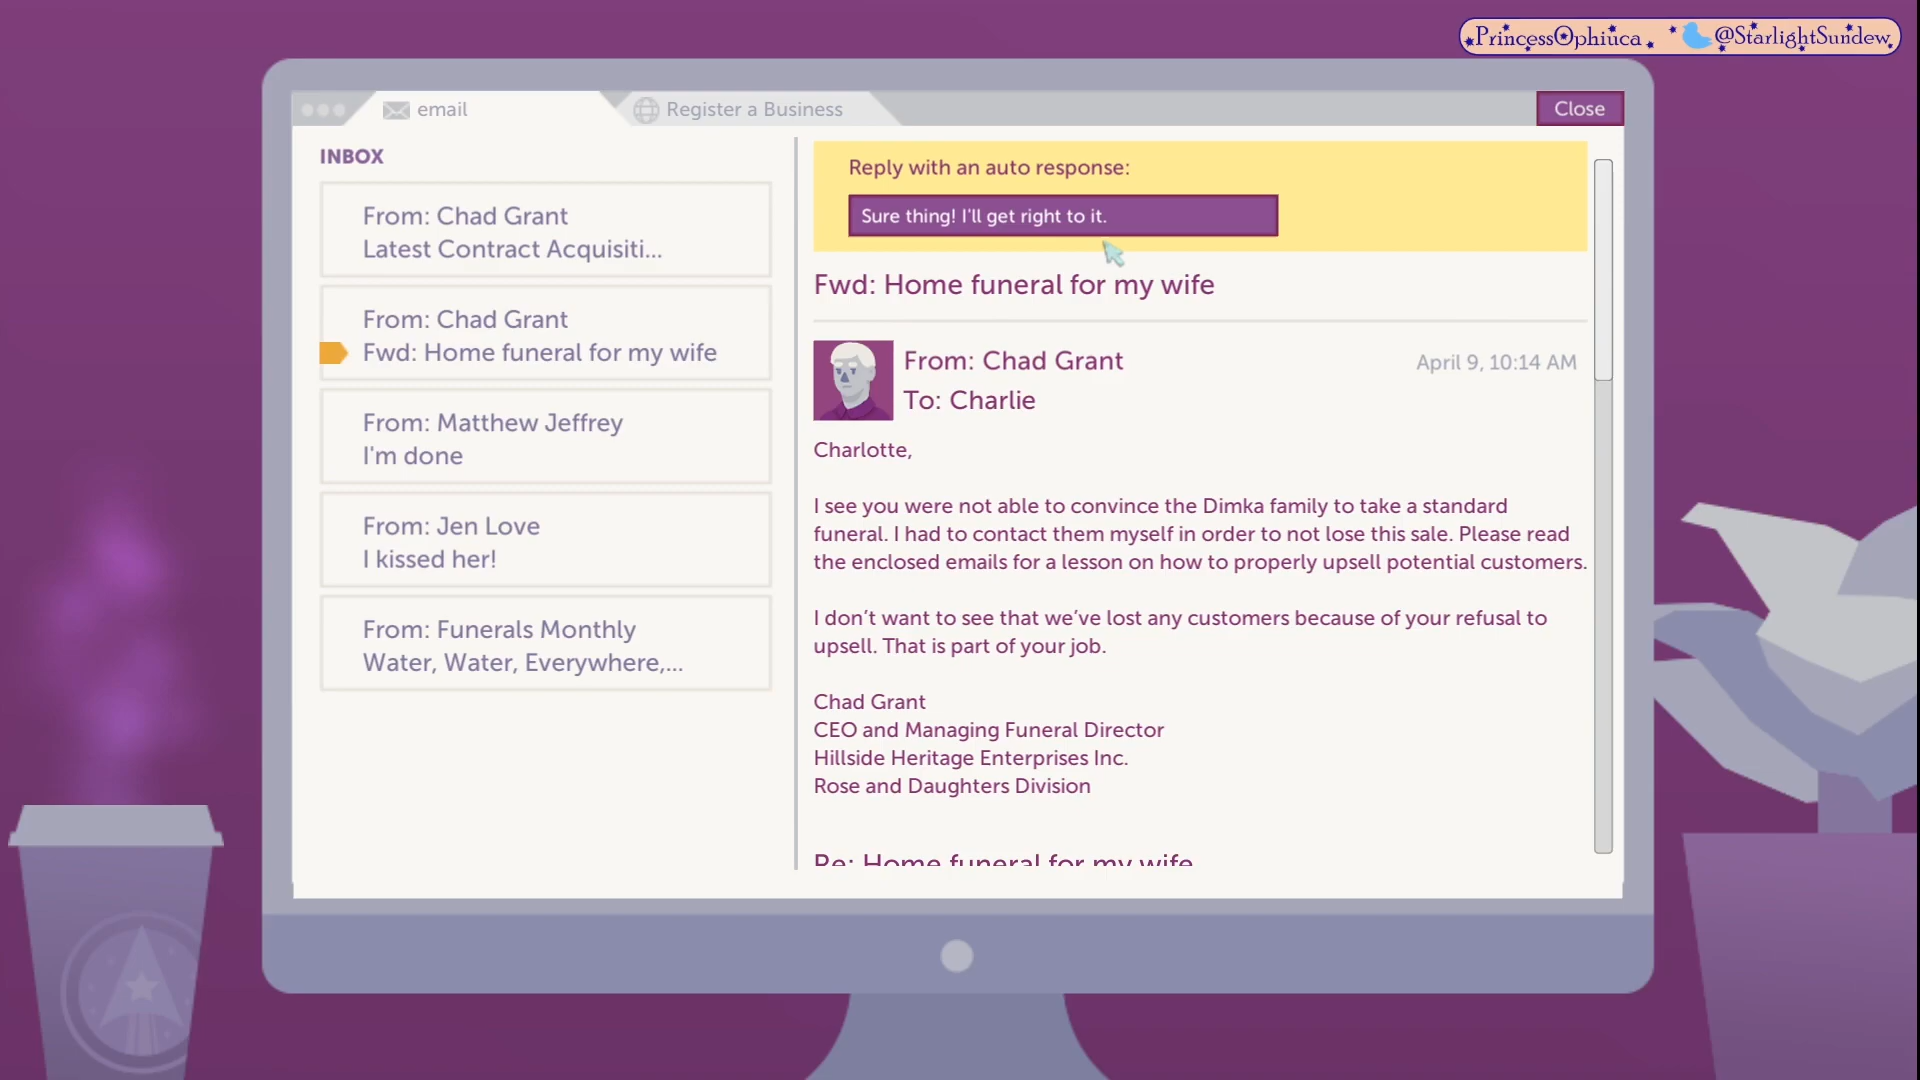 PrincessOphiuca
@StarlightSundew
email
Register a Business
Close
INBOX
From: Chad Grant
Latest Contract Acquisiti...
From: Chad Grant
Fwd: Home funeral for my wife
From: Matthew Jeffrey
I'm done
From: Jen Love
I kissed her!
From: Funerals Monthly
Water, Water, Everywhere,...
Reply with an auto response:
Sure thing! I'll get right to it.
Fwd: Home funeral for my wife
From: Chad Grant
April 9, 10:14 AM
To: Charlie
Charlotte,
I see you were not able to convince the Dimka family to take a standard
funeral. I had to contact them myself in order to not lose this sale. Please read
the enclosed emails for a lesson on how to properly upsell potential customers.
I don’t want to see that we’ve lost any customers because of your refusal to
upsell. That is part of your job.
Chad Grant
CEO and Managing Funeral Director
Hillside Heritage Enterprises Inc.
Rose and Daughters Division
Re: Home funeral for my wife